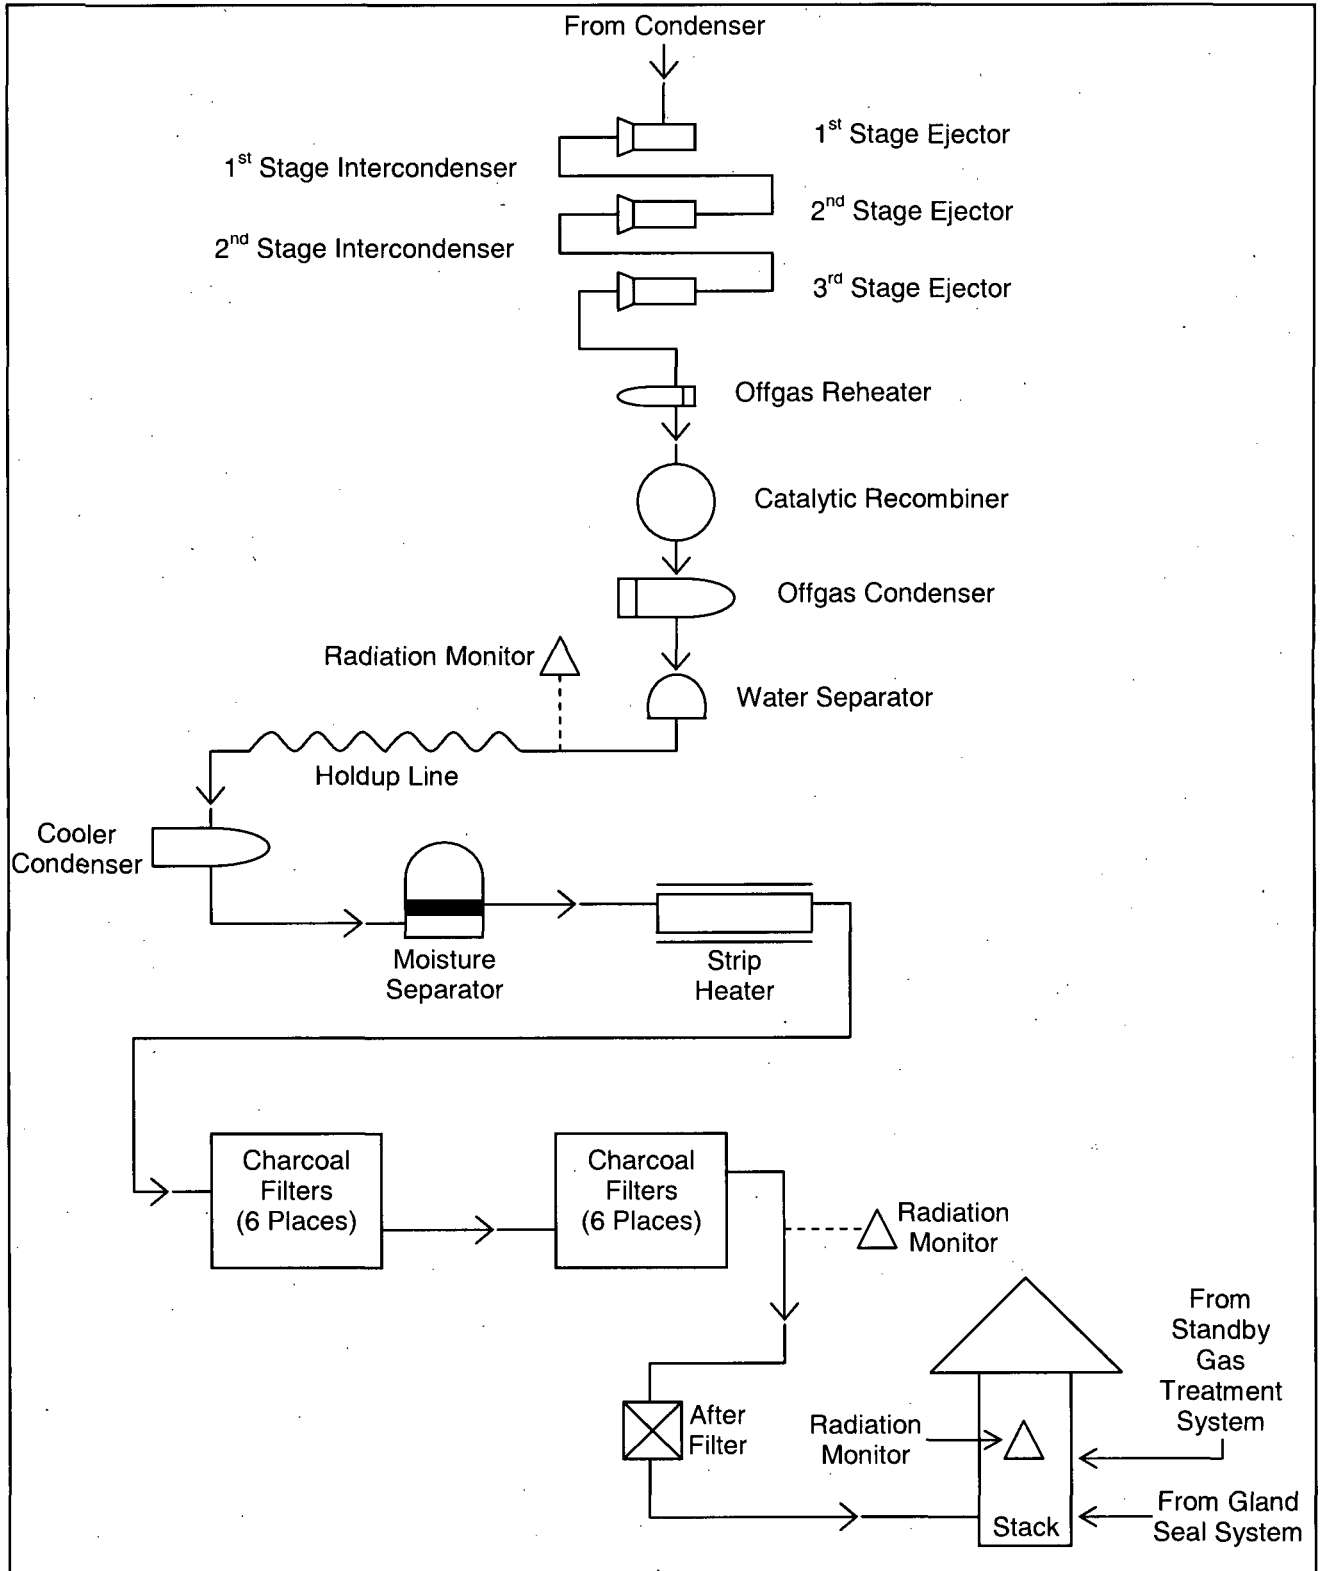 From Condenser
1st Stage Ejector
1st Stage Intercondenser
2nd Stage Ejector
2nd Stage Intercondenser
3rd Stage Ejector
Offgas Reheater
Catalytic Recombiner
Offgas Condenser
Radiation Monitor
Water Separator
Holdup Line
Cooler
Condenser
Moisture
Separator
Strip
Heater
Charcoal
Filters
(6 Places)
Charcoal
Filters
(6 Places)
Radiation
Monitor
From
Standby
Gas
Treatment
System
After
Filter
Radiation
Monitor
Stack
From Gland
Seal System